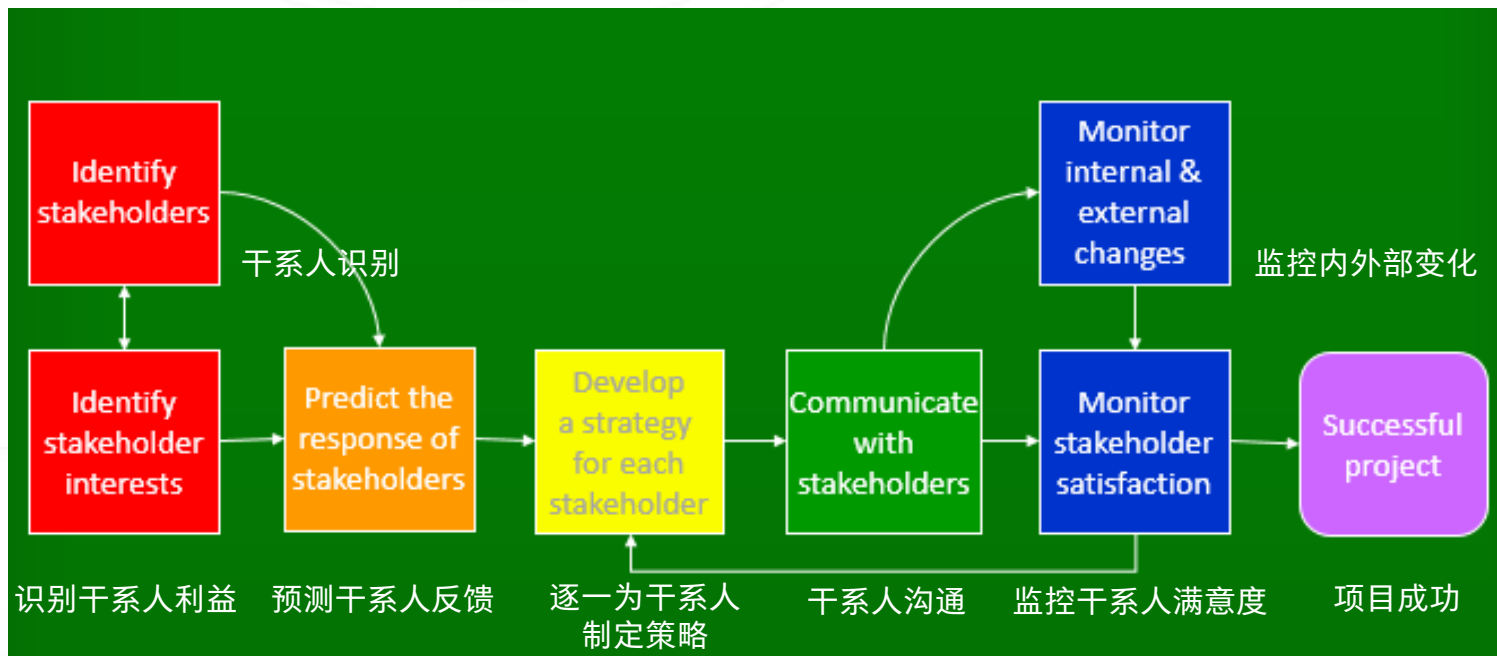 Identify
stakeholders
干系人识别
Monitor
internal &
external
changes
监控内外部变化
Identify
stakeholder
interests
Predict the
response of
stakeholders
Develop
a strategy
for each
stakeholder
Communicate
with
stakeholders
Monitor
stakeholder
satisfaction
Successful
project
识别干系人利益
预测干系人反馈
逐一为干系人
制定策略
干系人沟通
监控干系人满意度
项目成功